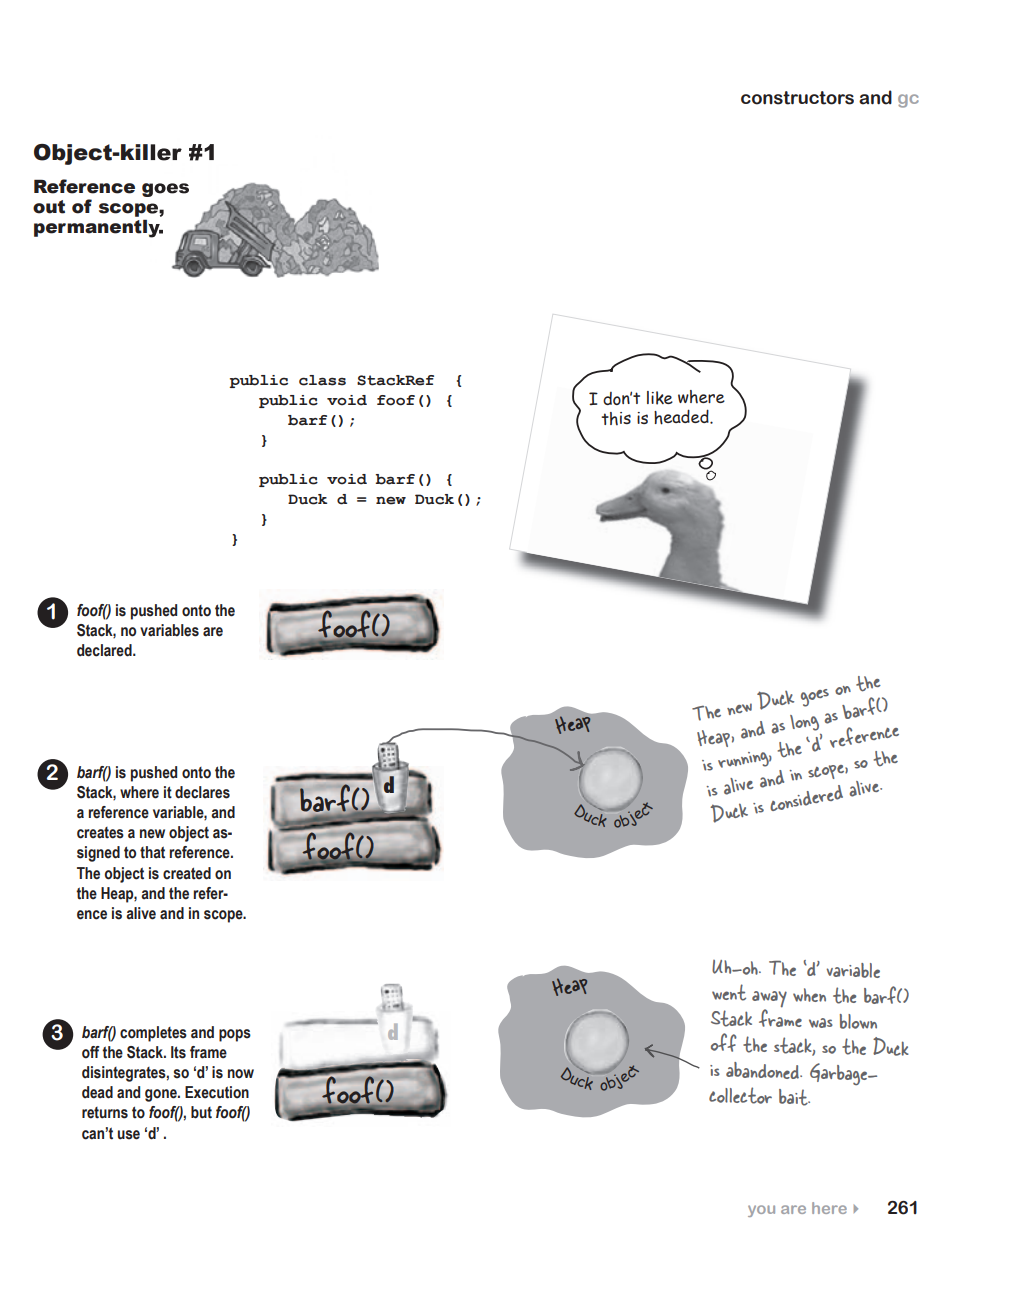 constructors and gc
Object-killer #1
Reference goes
out of scope,
permanently.
public class StackRef {
public void foof() {
barf();
}
public void barf() {
Duck d = new Duck();
}
}
I don't like where
this is headed.
1
foof() is pushed onto the
Stack, no variables are
declared.
foof()
2
barf() is pushed onto the
Stack, where it declares
a reference variable, and
creates a new object as-
signed to that reference.
The object is created on
the Heap, and the refer-
ence is alive and in scope.
d
barf()
foof()
Heap
Duck object
The new Duck goes on the
Heap, and as long as barf()
is running, the 'd' reference
is alive and in scope, so the
Duck is considered alive.
3
barf() completes and pops
off the Stack. Its frame
disintegrates, so 'd' is now
dead and gone. Execution
returns to foof(), but foof()
can't use 'd' .
d
foof()
Heap
Duck object
Uh-oh. The 'd' variable
went away when the barf()
Stack frame was blown
off the stack, so the Duck
is abandoned. Garbage-
collector bait.
you are here
261